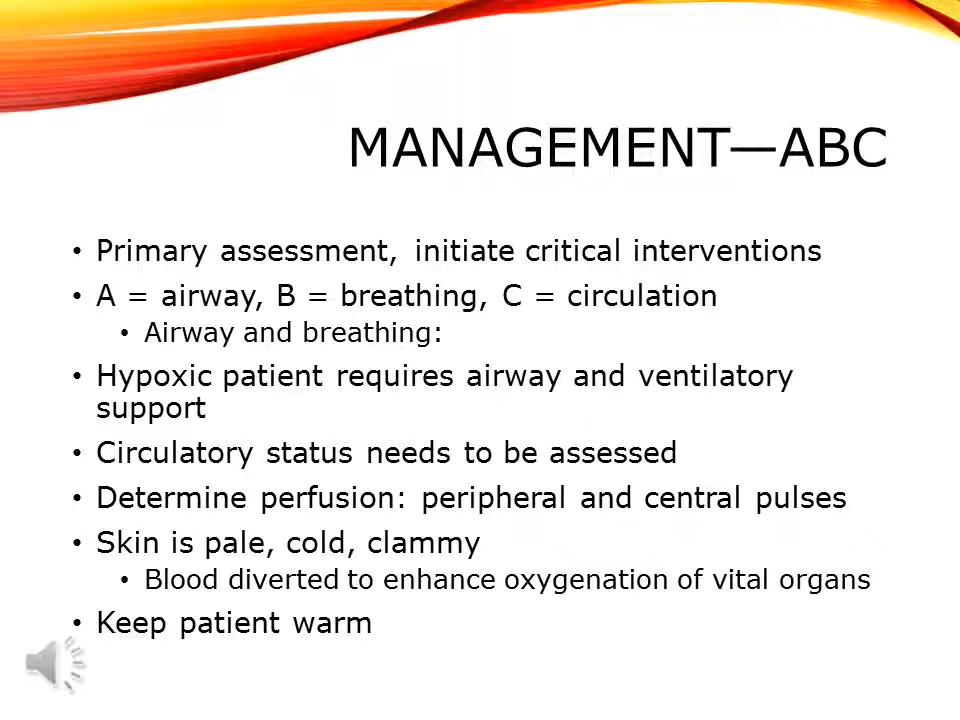 MANAGEMENT—ABC
• Primary assessment, initiate critical interventions
• A = airway, B = breathing, C = circulation
• Airway and breathing:
• Hypoxic patient requires airway and ventilatory
support
• Circulatory status needs to be assessed
• Determine perfusion: peripheral and central pulses
• Skin is pale, cold, clammy
• Blood diverted to enhance oxygenation of vital organs
• Keep patient warm